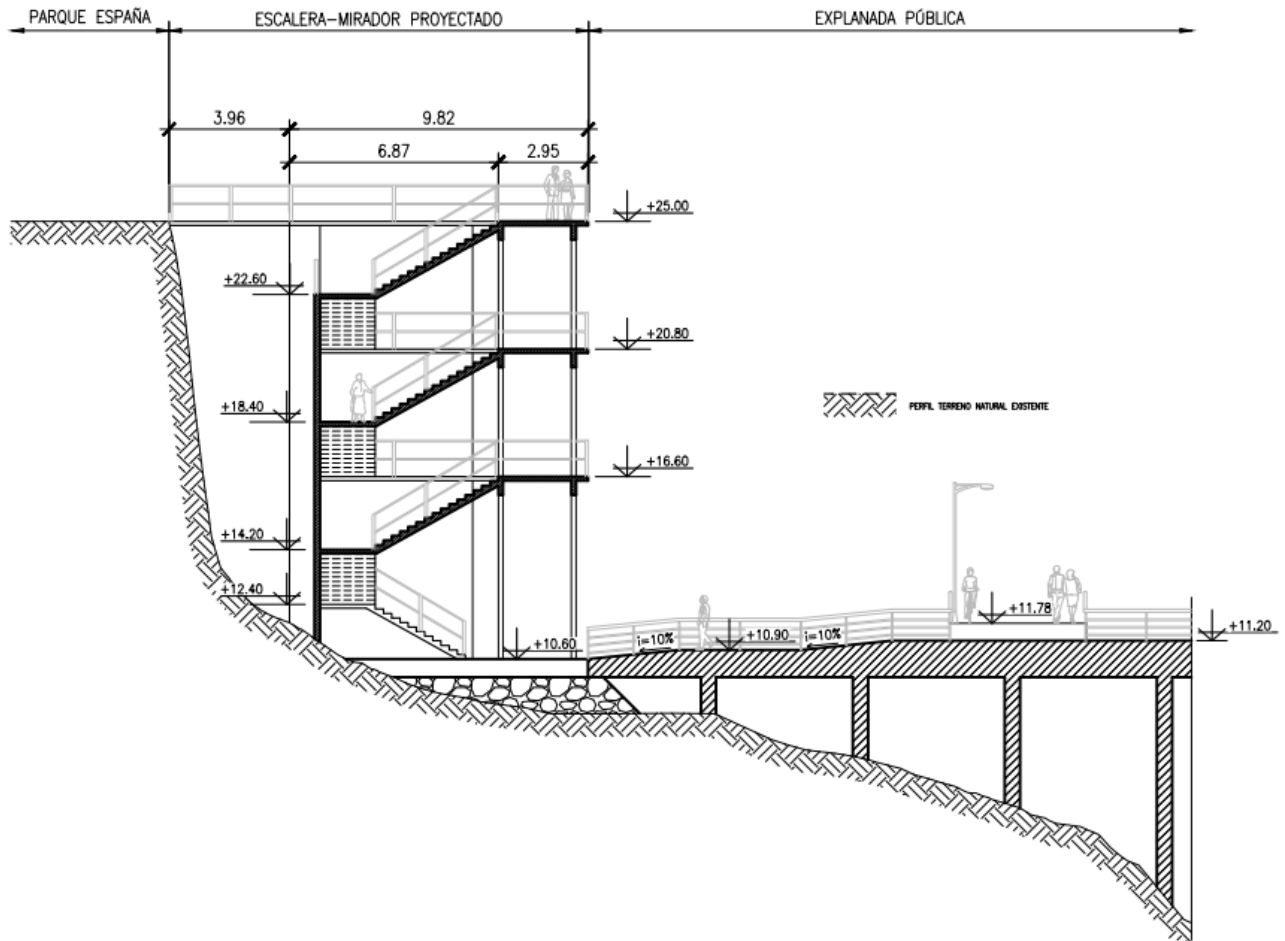 PARQUE ESPAÑA
ESCALERA-MIRADOR PROYECTADO
EXPLANADA PÚBLICA
3.96
9.82
6.87
2.95
+25.00
+22.60
+20.80
+18.40
PERFIL TERRENO NATURAL EXISTENTE
+16.60
+14.20
+12.40
+11.78
+11.20
+10.60
i=10%
+10.90
i=10%